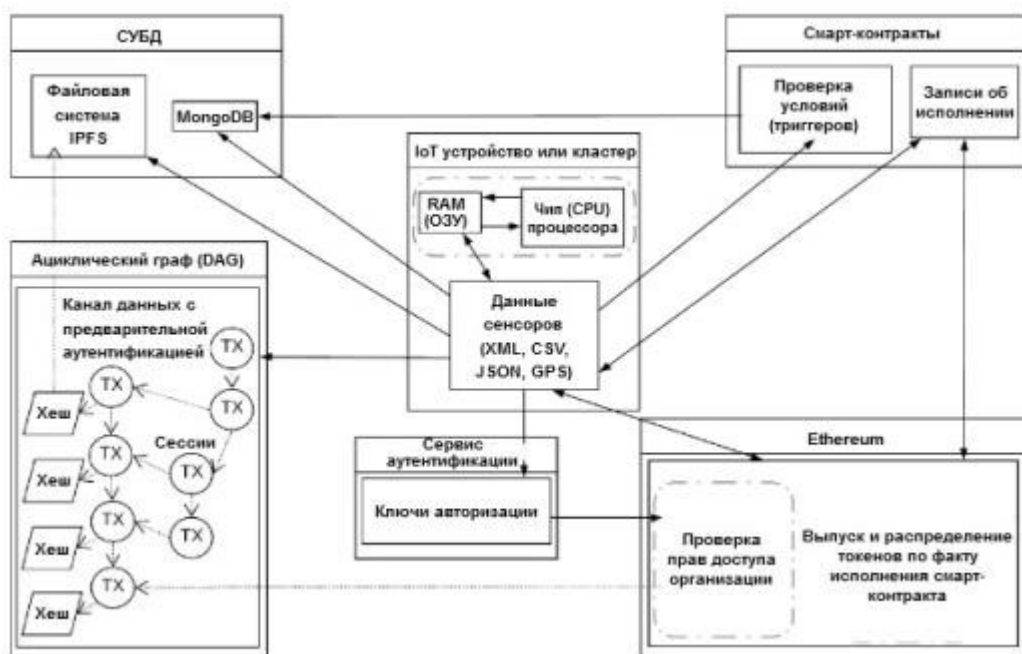 СУБД
Файловая
система
IPFS
MongoDB
Смарт-контракты
Проверка
условий
(триггеров)
Записи об
исполнении
IoT устройство или кластер
RAM
(ОЗУ)
Чип (CPU)
процессора
Данные
сенсоров
(XML, CSV,
JSON, GPS)
Ациклический граф (DAG)
Канал данных с
предварительной
аутентификацией
TX
TX
TX
Хеш
Сессии
TX
TX
Хеш
TX
TX
Хеш
TX
Хеш
Сервис
аутентификации
Ключи авторизации
Ethereum
Проверка
прав доступа
организации
Выпуск и распределение
токенов по факту
исполнения смарт-
контракта